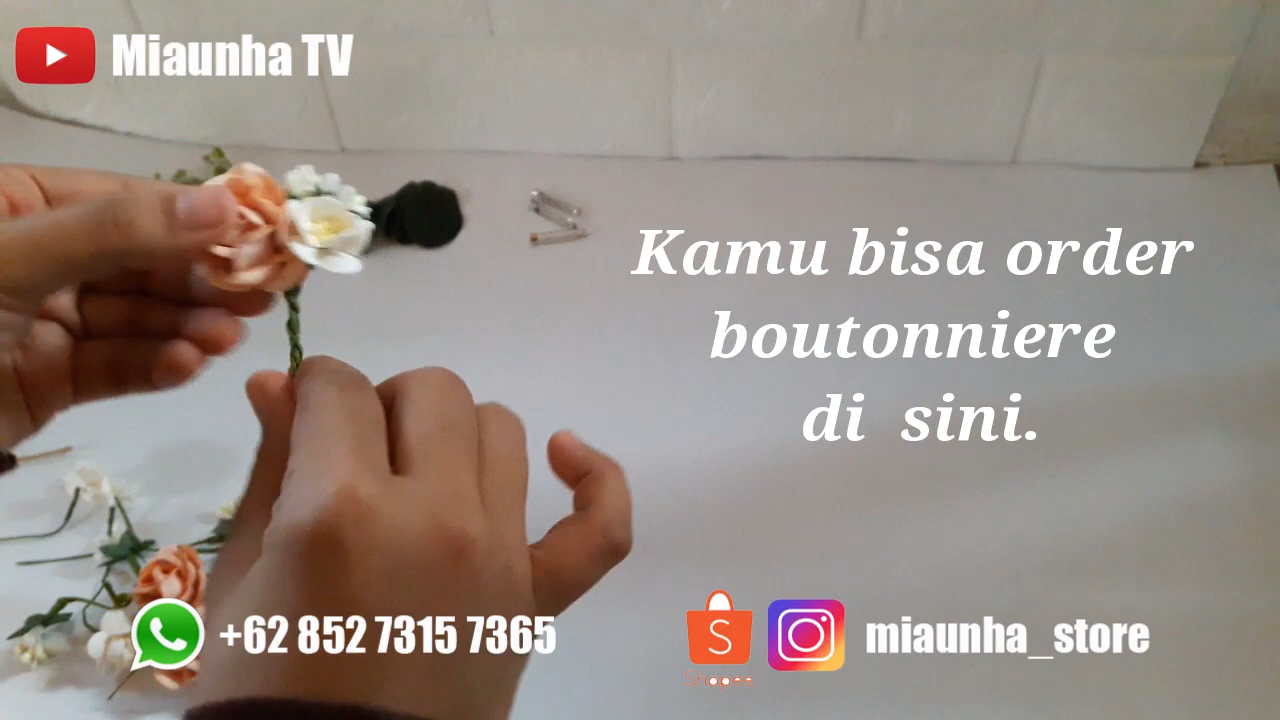 Miaunha TV
Kamu bisa order
boutonniere
di sini.
+62 852 7315 7365
Shopee
miaunha_store